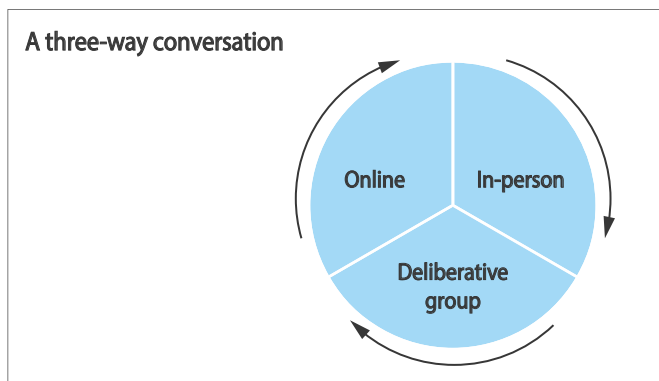 A three-way conversation
Online
In-person
Deliberative
group